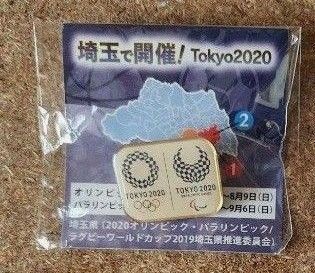 埼玉で開催！Tokyo2020
2
1
TOKYO 2020
TOKYO 2020
オリンピック
～8月9日（日）
パラリンピック
～9月6日（日）
埼玉県（2020オリンピック・パラリンピック／
ラグビーワールドカップ2019埼玉県推進委員会）